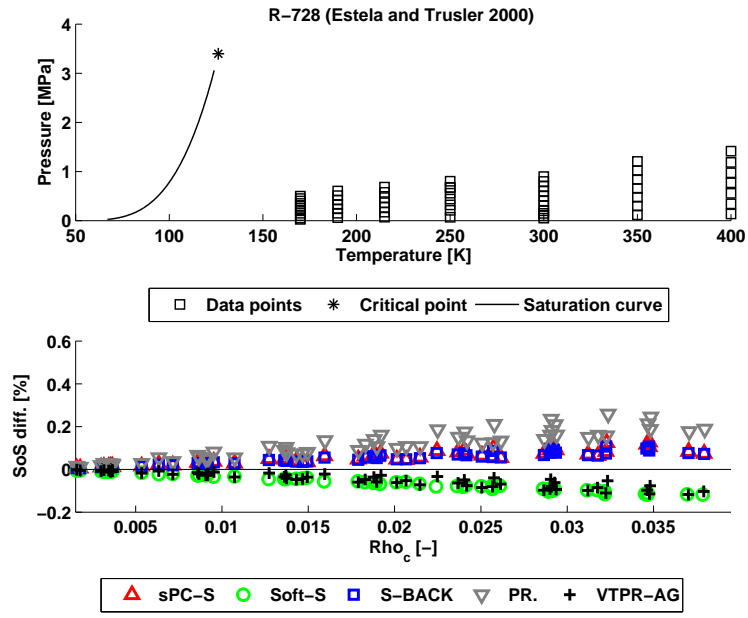 R−728 (Estela and Trusler 2000)
Pressure [MPa]
4
3
2
1
0
50 100 150 200 250 300 350 400
Temperature [K]
Data points Critical point Saturation curve
SoS diff. [%]
0.6
0.4
0.2
0
−0.2
0.005 0.01 0.015 0.02 0.025 0.03 0.035
Rho_c [−]
sPC−S Soft−S S−BACK PR. VTPR−AG